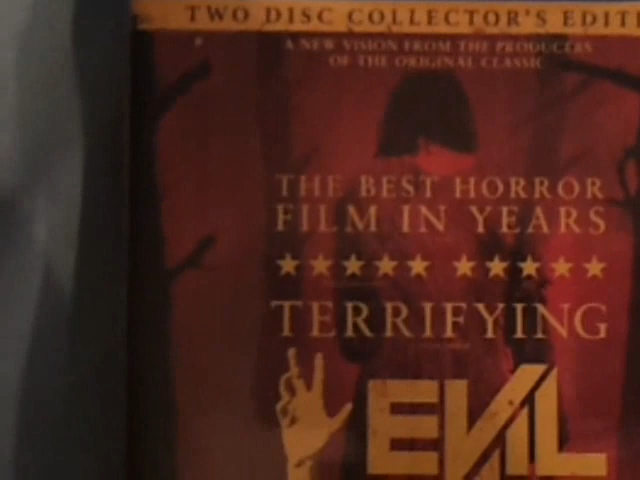 TWO DISC COLLECTOR'S EDITI
A NEW VISION FROM THE PRODUCERS
OF THE ORIGINAL CLASSIC
THE BEST HORROR
FILM IN YEARS
★★★★★ ★★★★★
TERRIFYING
EVIL